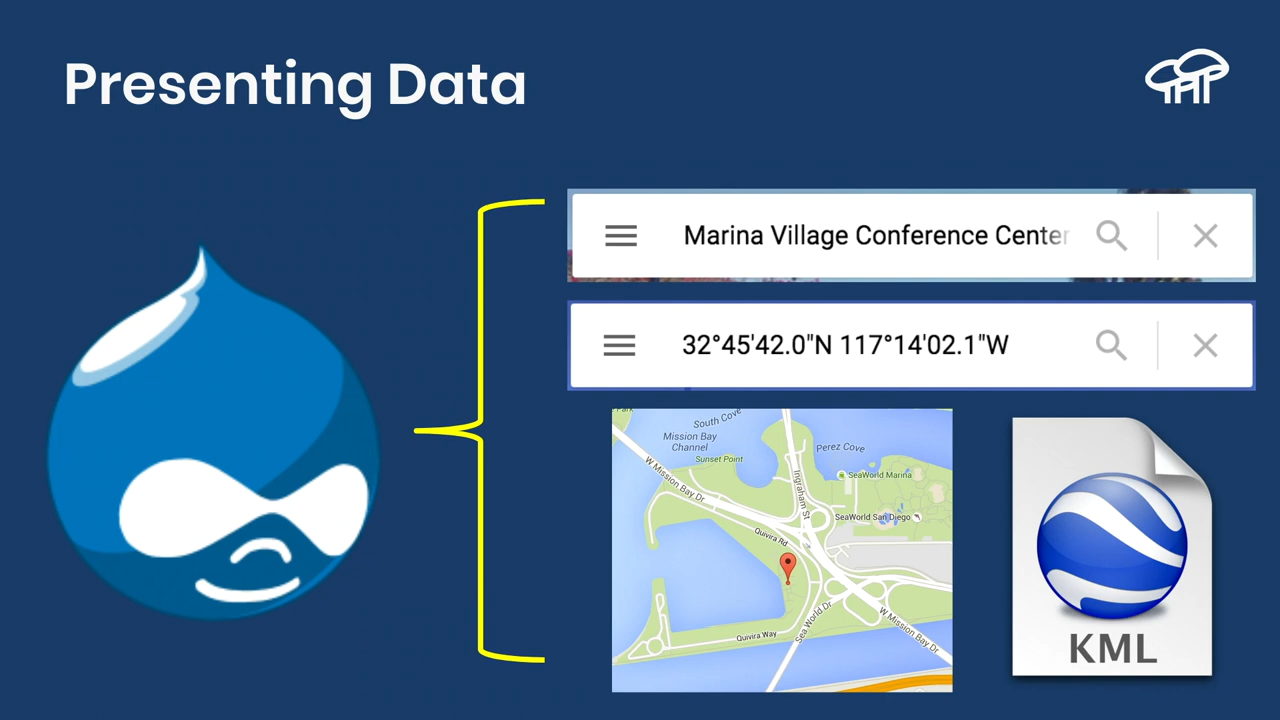 Presenting Data
Marina Village Conference Center
32°45'42.0"N 117°14'02.1"W
Park
South Cove
Mission Bay
Channel
Sunset Point
Perez Cove
W Mission Bay Dr
Ingraham St
SeaWorld Marina
SeaWorld San Diego
Quivira Rd
Quivira Way
Sea World Dr
W Mission Bay Dr
KML